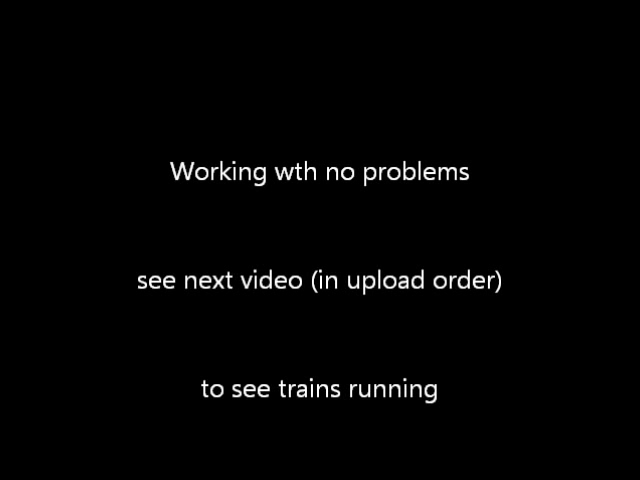 Working wth no problems
see next video (in upload order)
to see trains running